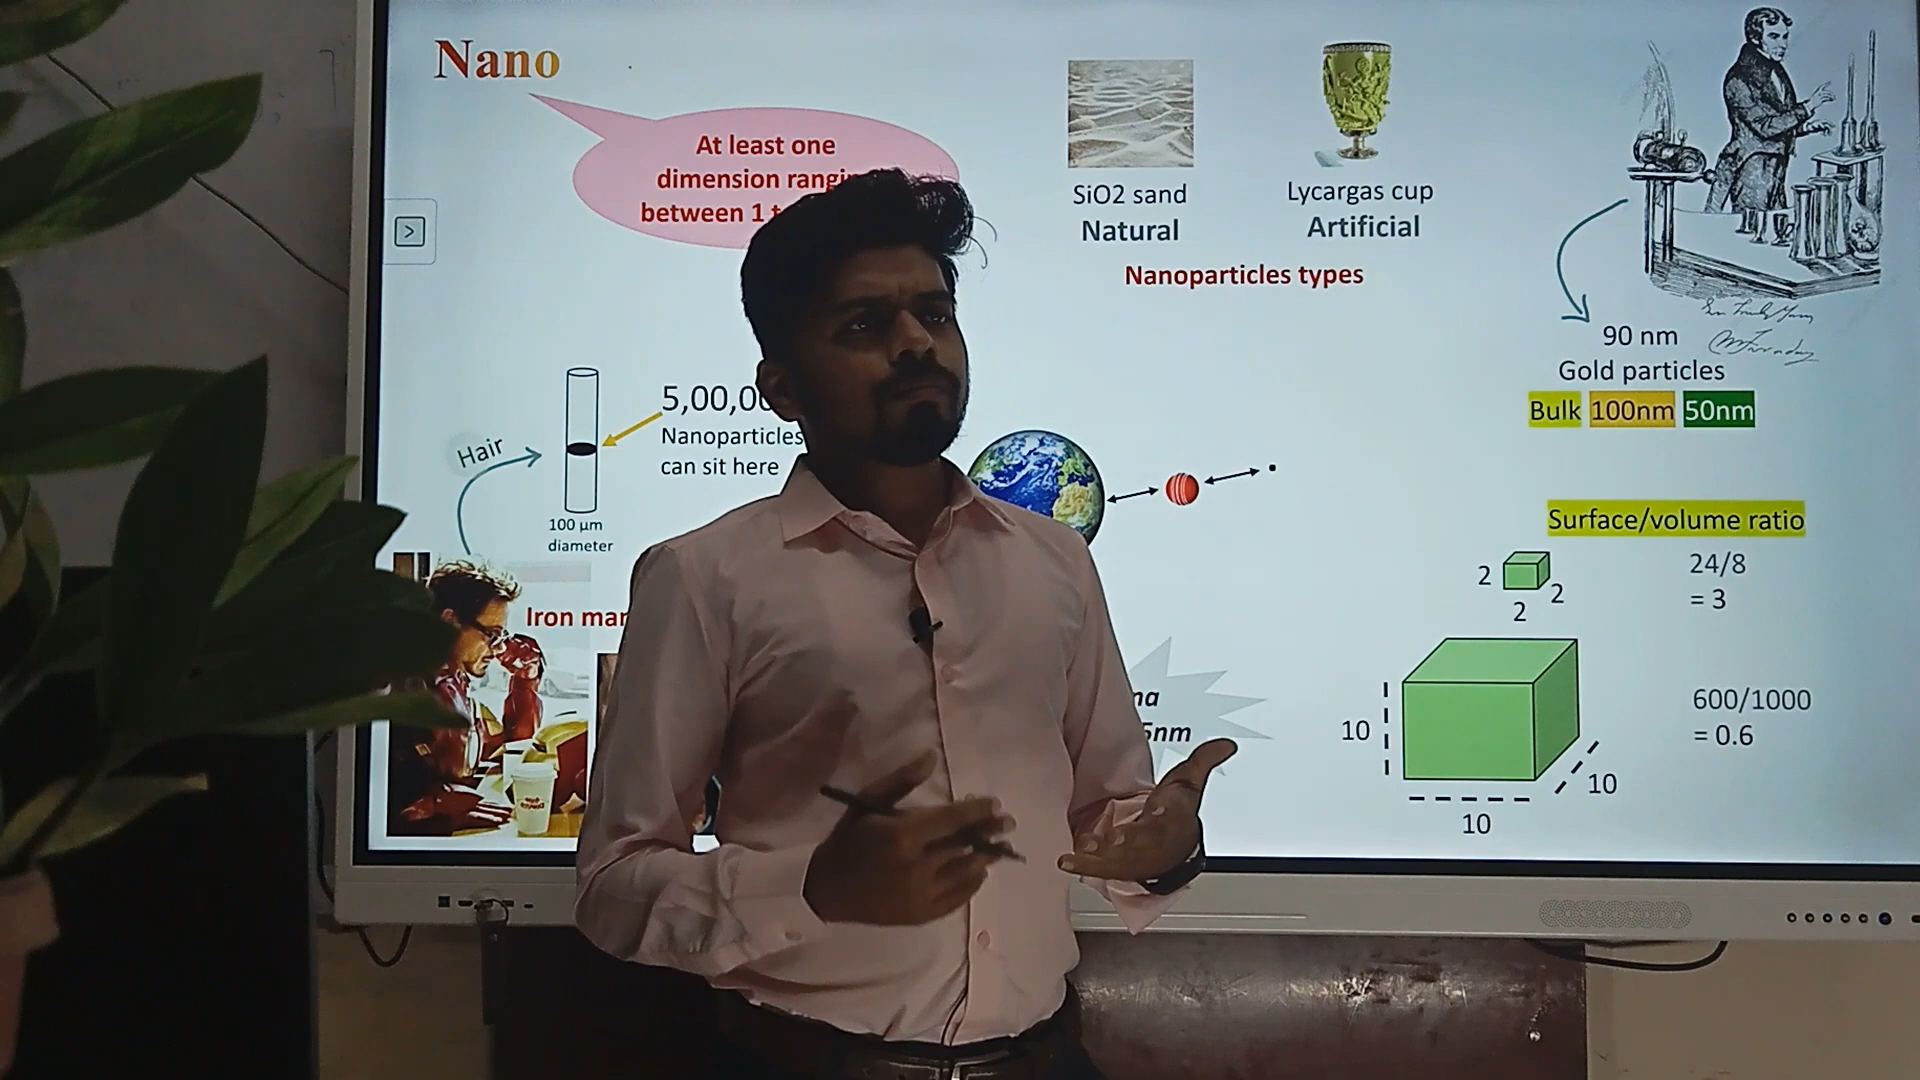 Nano
At least one
dimension
between 1
SiO2 sand
Natural
Lycargas cup
Artificial
Nanoparticles types
90 nm
Gold particles
Bulk 100nm 50nm
Hair
5,00,00
Nanoparticles
can sit here
100 µm
diameter
Iron man
5nm
Surface/volume ratio
2
2
2
24/8
= 3
10
10
10
600/1000
= 0.6